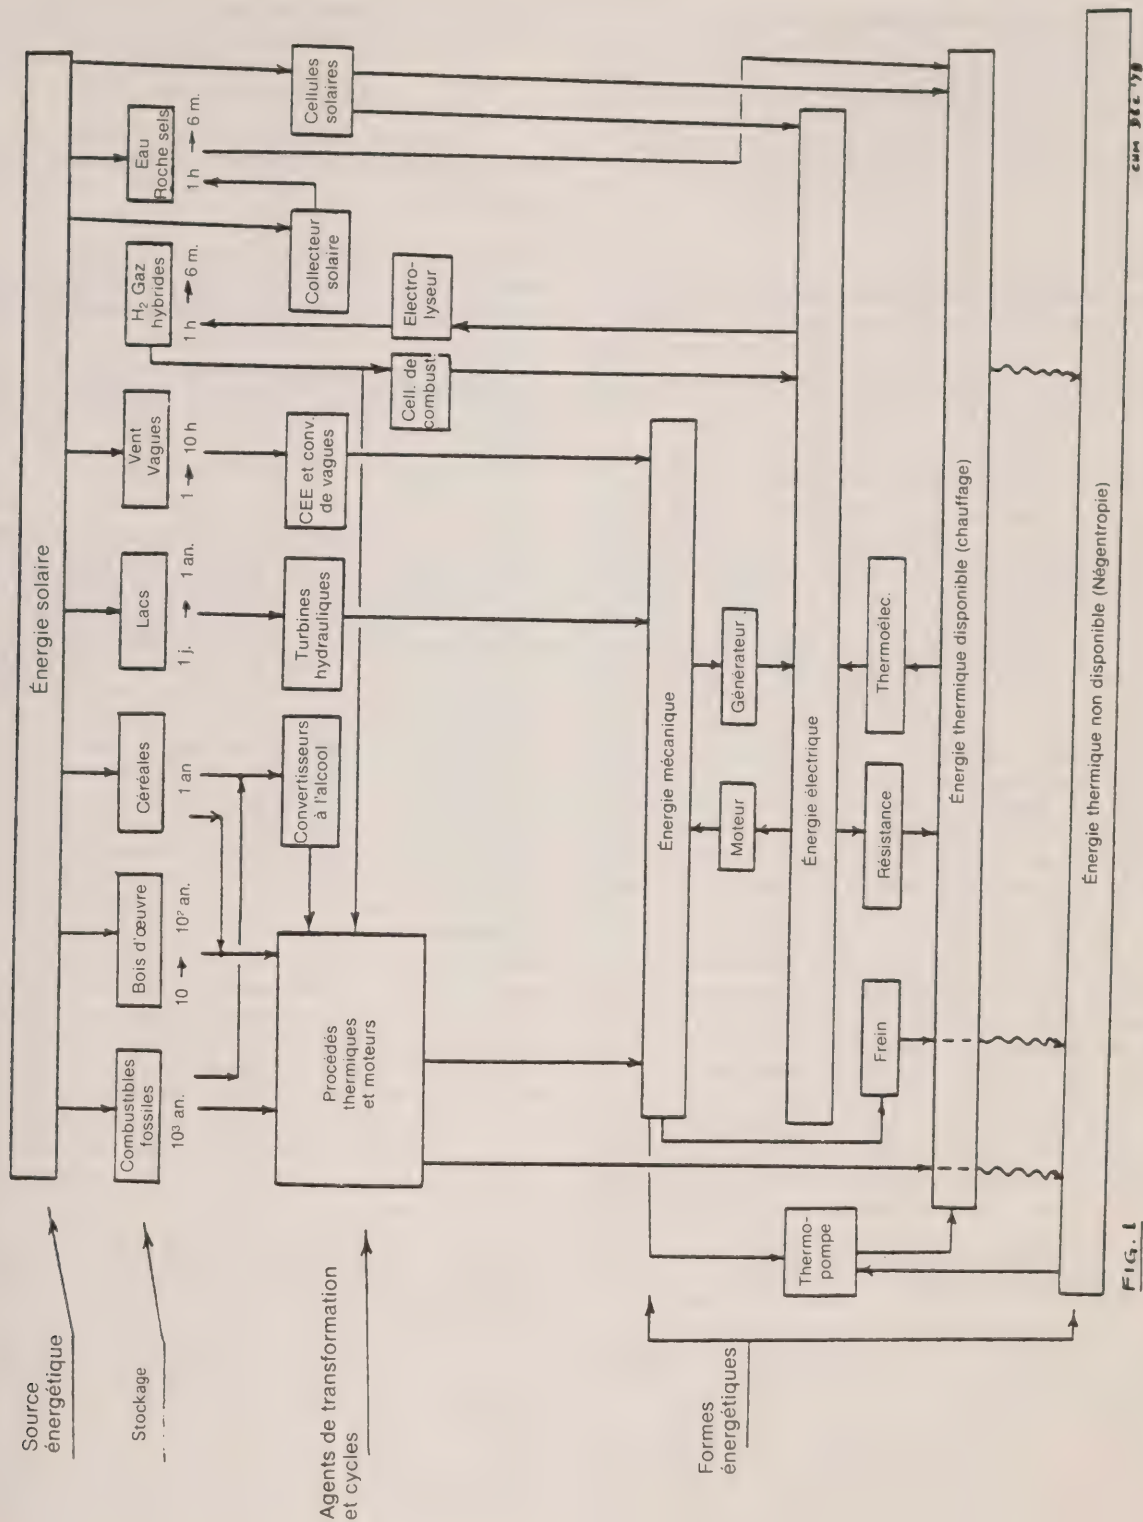 Source
énergétique
Énergie solaire
Stockage
Combustibles
fossiles
10³ an.
Bois d'œuvre
10 → 10⁷ an.
Céréales
1 an
Lacs
1 j. → 1 an.
Vent
Vagues
1 → 10 h
H₂ Gaz
hybrides
1 h → 6 m.
Eau
Roche sels
1 h → 6 m.
Agents de transformation
et cycles
Procédés
thermiques
et moteurs
Convertisseurs
à l'alcool
Turbines
hydrauliques
CEE et conv.
de vagues
Collecteur
solaire
Cellules
solaires
Cell. de
combust.
Electro-
lyseur
Formes
énergétiques
Énergie mécanique
Moteur
Générateur
Énergie électrique
Thermo-
pompe
Frein
Résistance
Thermoélec.
Énergie thermique disponible (chauffage)
Énergie thermique non disponible (Négentropie)
FIG. 1